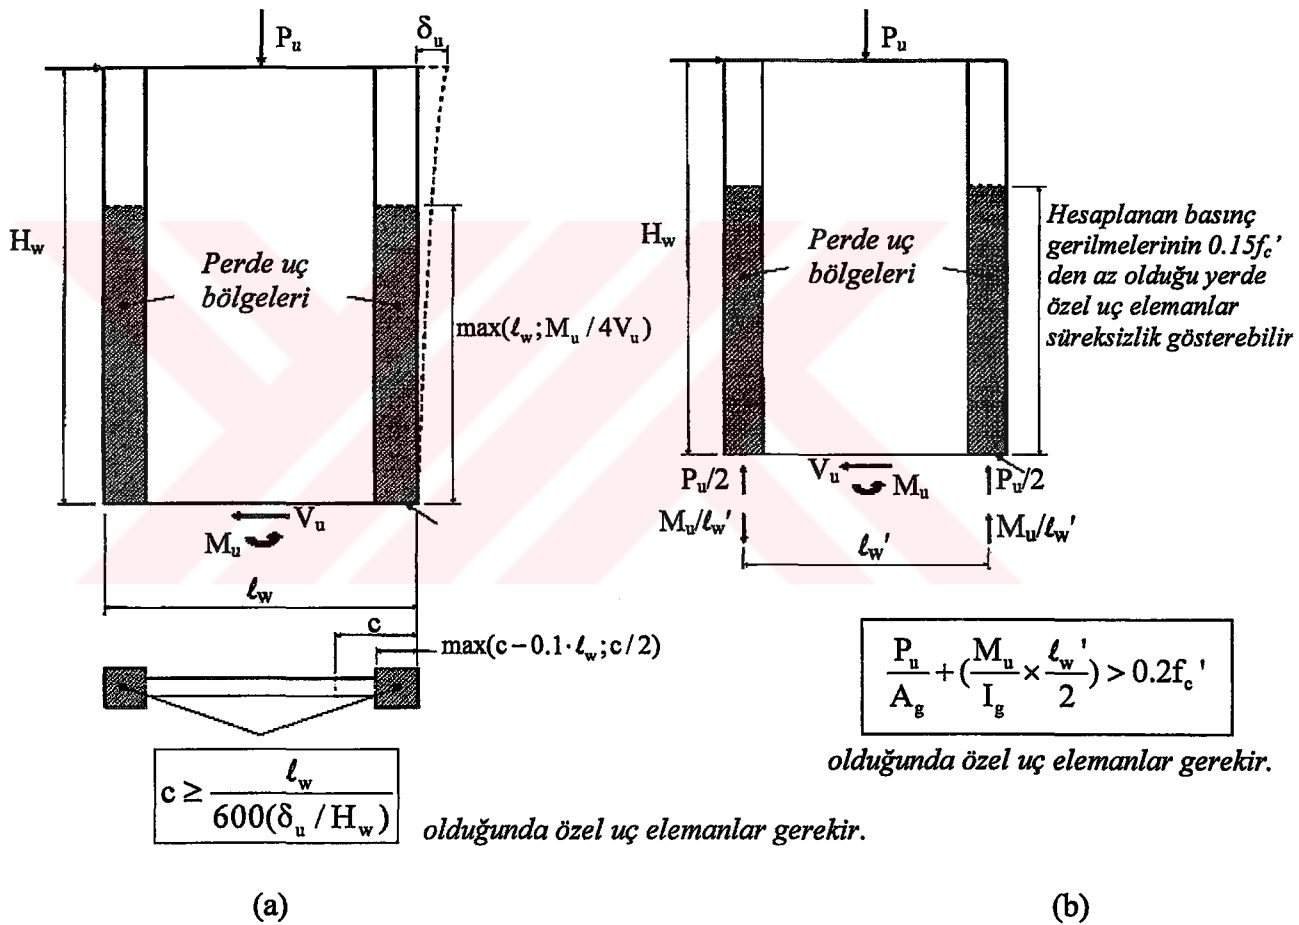 P_u
δ_u
H_w
Perde uç
bölgeleri
max(ℓ_w;M_u/4V_u)
V_u
M_u
ℓ_w
c
max(c−0.1·ℓ_w;c/2)
c ≥ ℓ_w / 600(δ_u/H_w)
olduğunda özel uç elemanlar gerekir.
(a)
P_u
H_w
Perde uç
bölgeleri
Hesaplanan basınç
gerilmelerinin 0.15f_c'
den az olduğu yerde
özel uç elemanlar
süreksizlik gösterebilir
P_u/2
V_u
M_u
P_u/2
M_u/ℓ_w'
ℓ_w'
M_u/ℓ_w'
P_u/A_g + (M_u/I_g × ℓ_w'/2) > 0.2f_c'
olduğunda özel uç elemanlar gerekir.
(b)